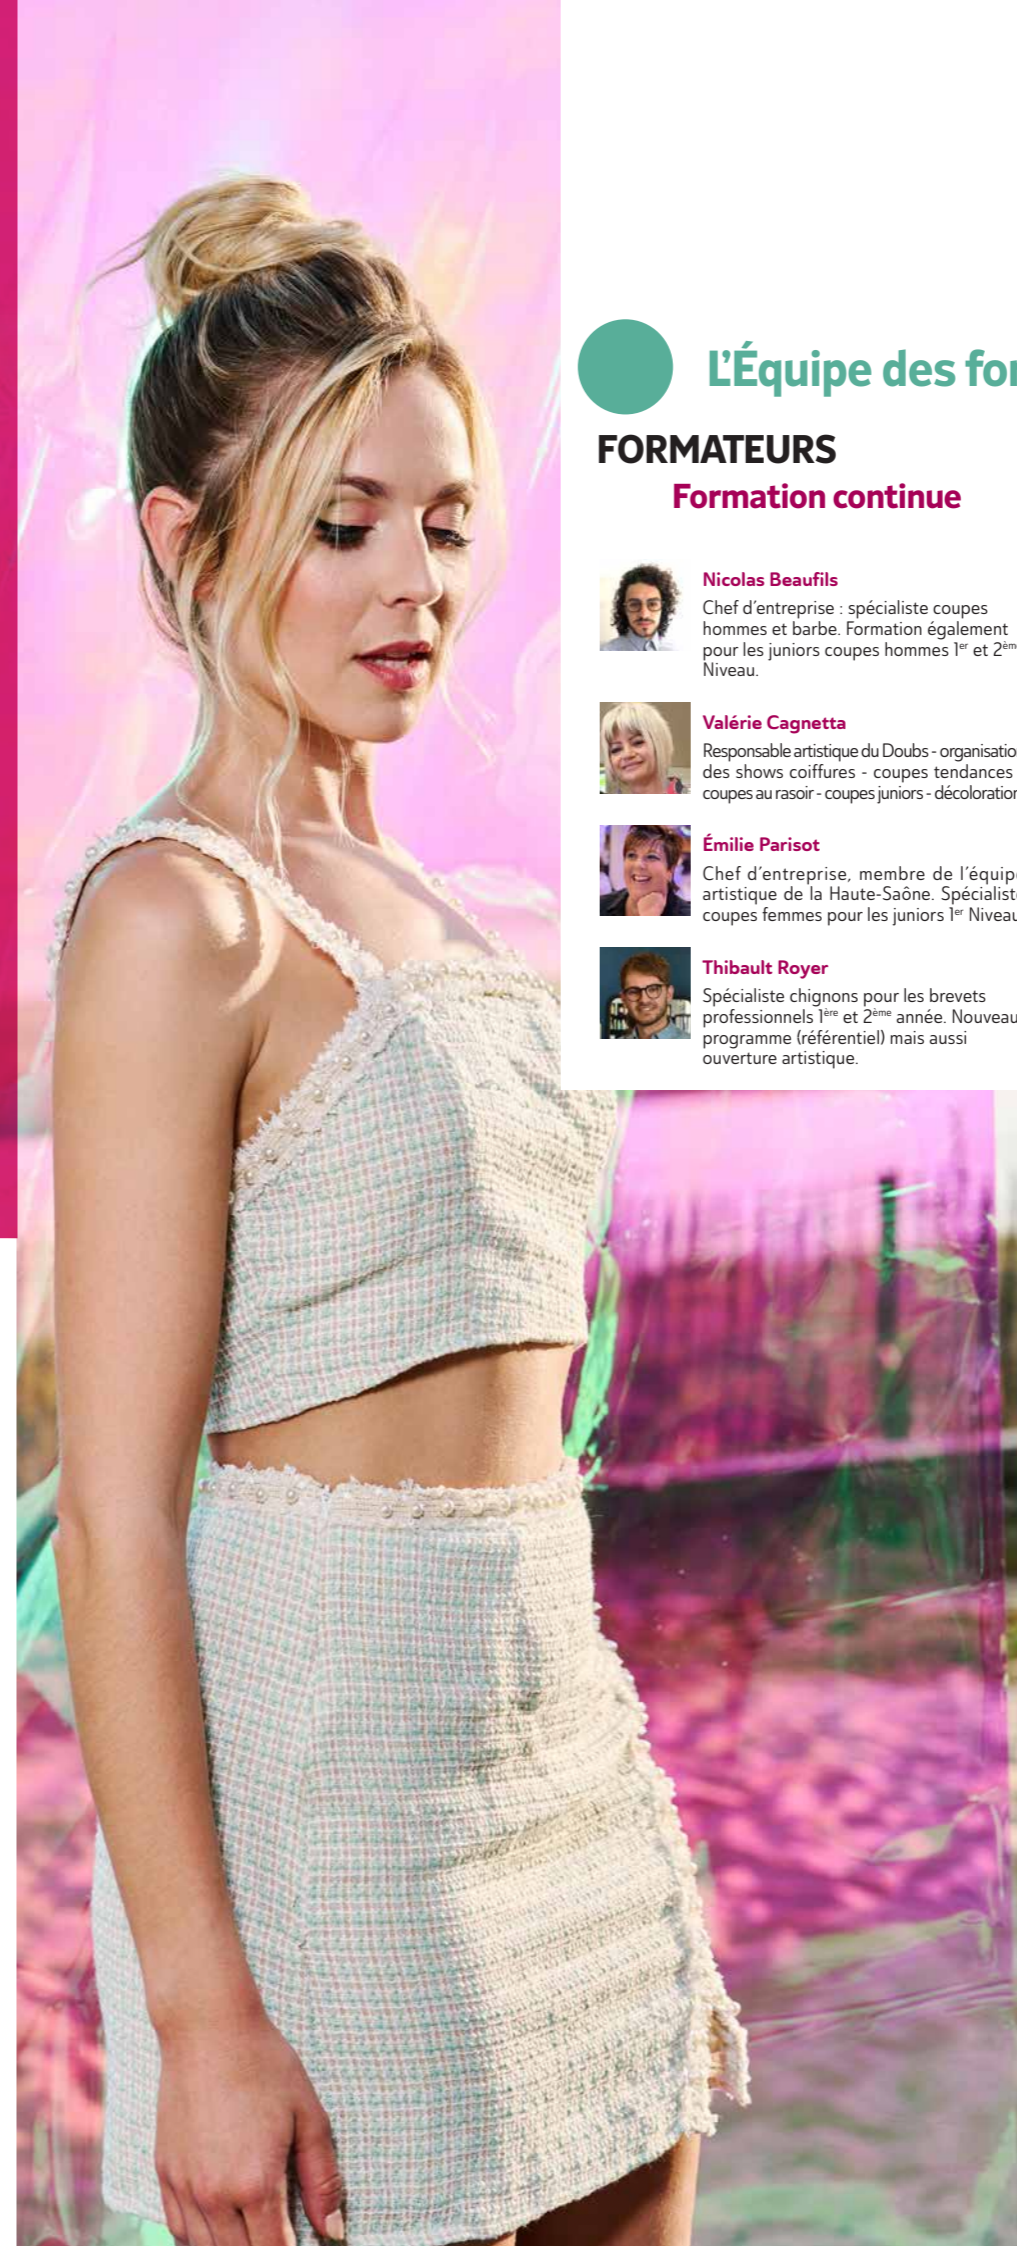 L'Équipe des for
FORMATEURS
Formation continue
Nicolas Beaufils
Chef d'entreprise : spécialiste coupes
hommes et barbe. Formation également
pour les juniors coupes hommes 1er et 2ème
Niveau.
Valérie Cagnetta
Responsable artistique du Doubs - organisation
des shows coiffures - coupes tendances
coupes au rasoir - coupes juniors - décoloration
Émilie Parisot
Chef d'entreprise, membre de l'équipe
artistique de la Haute-Saône. Spécialiste
coupes femmes pour les juniors 1er Niveau
Thibault Royer
Spécialiste chignons pour les brevets
professionnels 1ère et 2ème année. Nouveau
programme (référentiel) mais aussi
ouverture artistique.